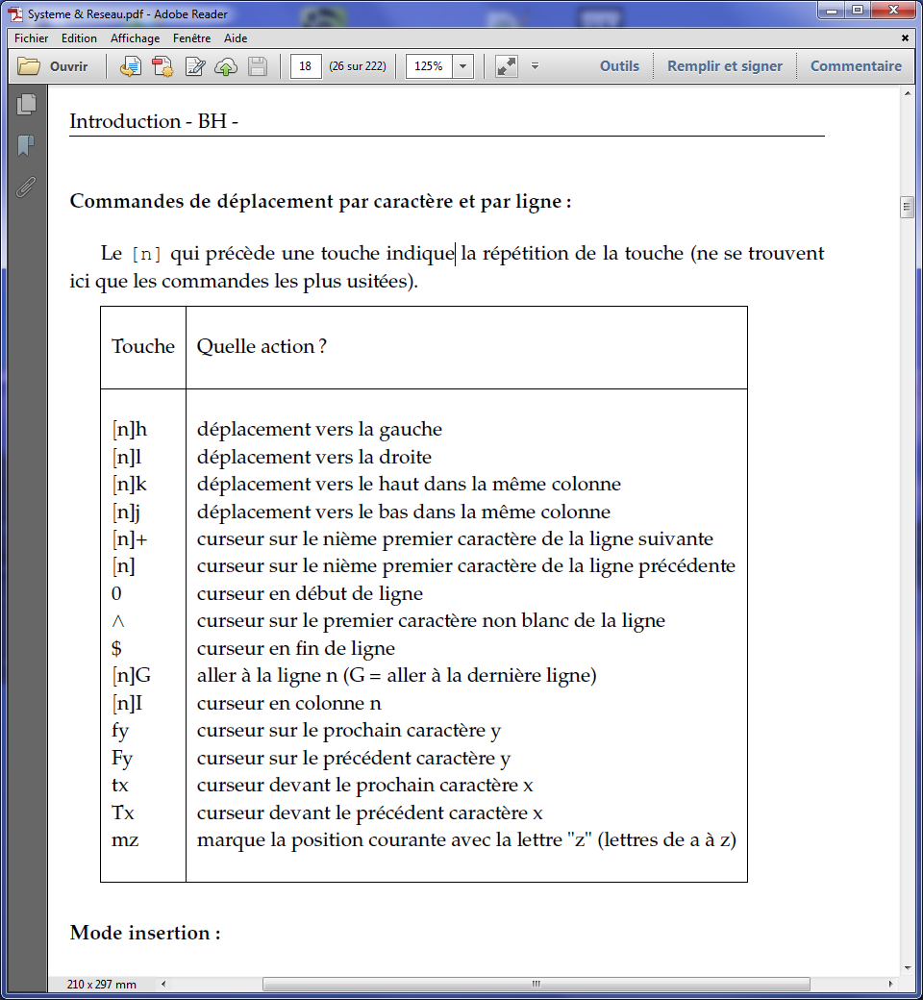 Systeme & Reseau.pdf - Adobe Reader
Fichier Edition Affichage Fenêtre Aide
Ouvrir 18 (26 sur 222) 125% Outils Remplir et signer Commentaire
Introduction - BH -
Commandes de déplacement par caractère et par ligne :
Le [n] qui précède une touche indique la répétition de la touche (ne se trouvent
ici que les commandes les plus usitées).
Touche Quelle action ?
[n]h déplacement vers la gauche
[n]l déplacement vers la droite
[n]k déplacement vers le haut dans la même colonne
[n]j déplacement vers le bas dans la même colonne
[n]+ curseur sur le nième premier caractère de la ligne suivante
[n] curseur sur le nième premier caractère de la ligne précédente
0 curseur en début de ligne
^ curseur sur le premier caractère non blanc de la ligne
$ curseur en fin de ligne
[n]G aller à la ligne n (G = aller à la dernière ligne)
[n]I curseur en colonne n
fy curseur sur le prochain caractère y
Fy curseur sur le précédent caractère y
tx curseur devant le prochain caractère x
Tx curseur devant le précédent caractère x
mz marque la position courante avec la lettre "z" (lettres de a à z)
Mode insertion :
210 x 297 mm